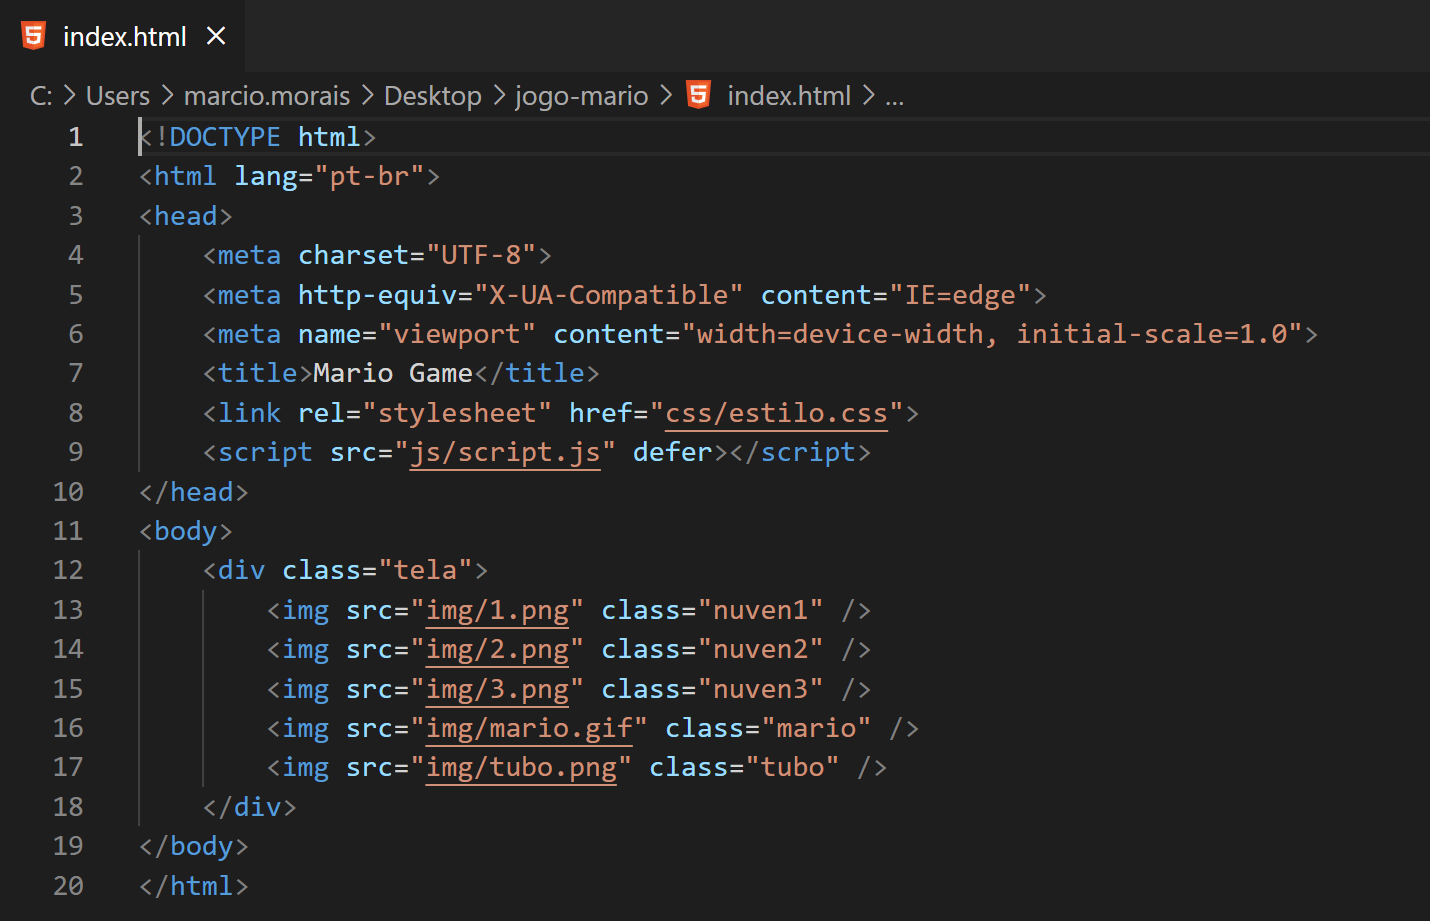 index.html
C: > Users > marcio.morais > Desktop > jogo-mario > index.html > ...
1 <!DOCTYPE html>
2 <html lang="pt-br">
3 <head>
4     <meta charset="UTF-8">
5     <meta http-equiv="X-UA-Compatible" content="IE=edge">
6     <meta name="viewport" content="width=device-width, initial-scale=1.0">
7     <title>Mario Game</title>
8     <link rel="stylesheet" href="css/estilo.css">
9     <script src="js/script.js" defer></script>
10 </head>
11 <body>
12     <div class="tela">
13         <img src="img/1.png" class="nuven1" />
14         <img src="img/2.png" class="nuven2" />
15         <img src="img/3.png" class="nuven3" />
16         <img src="img/mario.gif" class="mario" />
17         <img src="img/tubo.png" class="tubo" />
18     </div>
19 </body>
20 </html>